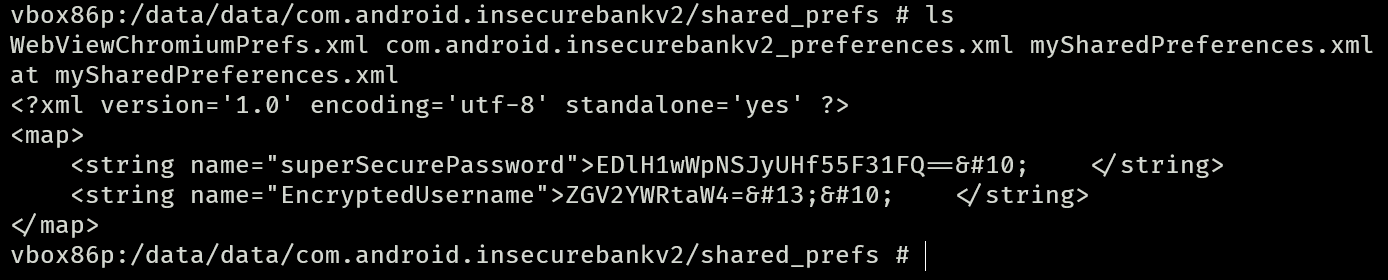 vbox86p:/data/data/com.android.insecurebankv2/shared_prefs # ls
WebViewChromiumPrefs.xml com.android.insecurebankv2_preferences.xml mySharedPreferences.xml
at mySharedPreferences.xml
<?xml version='1.0' encoding='utf-8' standalone='yes' ?>
<map>
    <string name="superSecurePassword">EDlH1wWpNSJyUHf55F31FQ==&#10;    </string>
    <string name="EncryptedUsername">ZGV2YWRtaW4=&#13;&#10;    </string>
</map>
vbox86p:/data/data/com.android.insecurebankv2/shared_prefs #